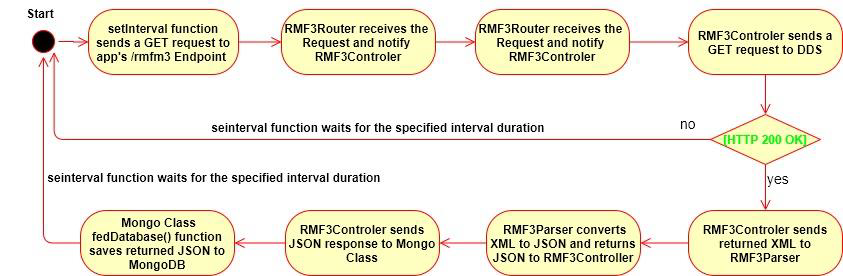 Start
setInterval function
sends a GET request to
app's /rmfm3 Endpoint
RMF3Router receives the
Request and notify
RMF3Controler
RMF3Router receives the
Request and notify
RMF3Controler
RMF3Controler sends a
GET request to DDS
seinterval function waits for the specified interval duration
no
[HTTP 200 OK]
yes
seinterval function waits for the specified interval duration
Mongo Class
fedDatabase() function
saves returned JSON to
MongoDB
RMF3Controler sends
JSON response to Mongo
Class
RMF3Parser converts
XML to JSON and returns
JSON to RMF3Controller
RMF3Controler sends
returned XML to
RMF3Parser